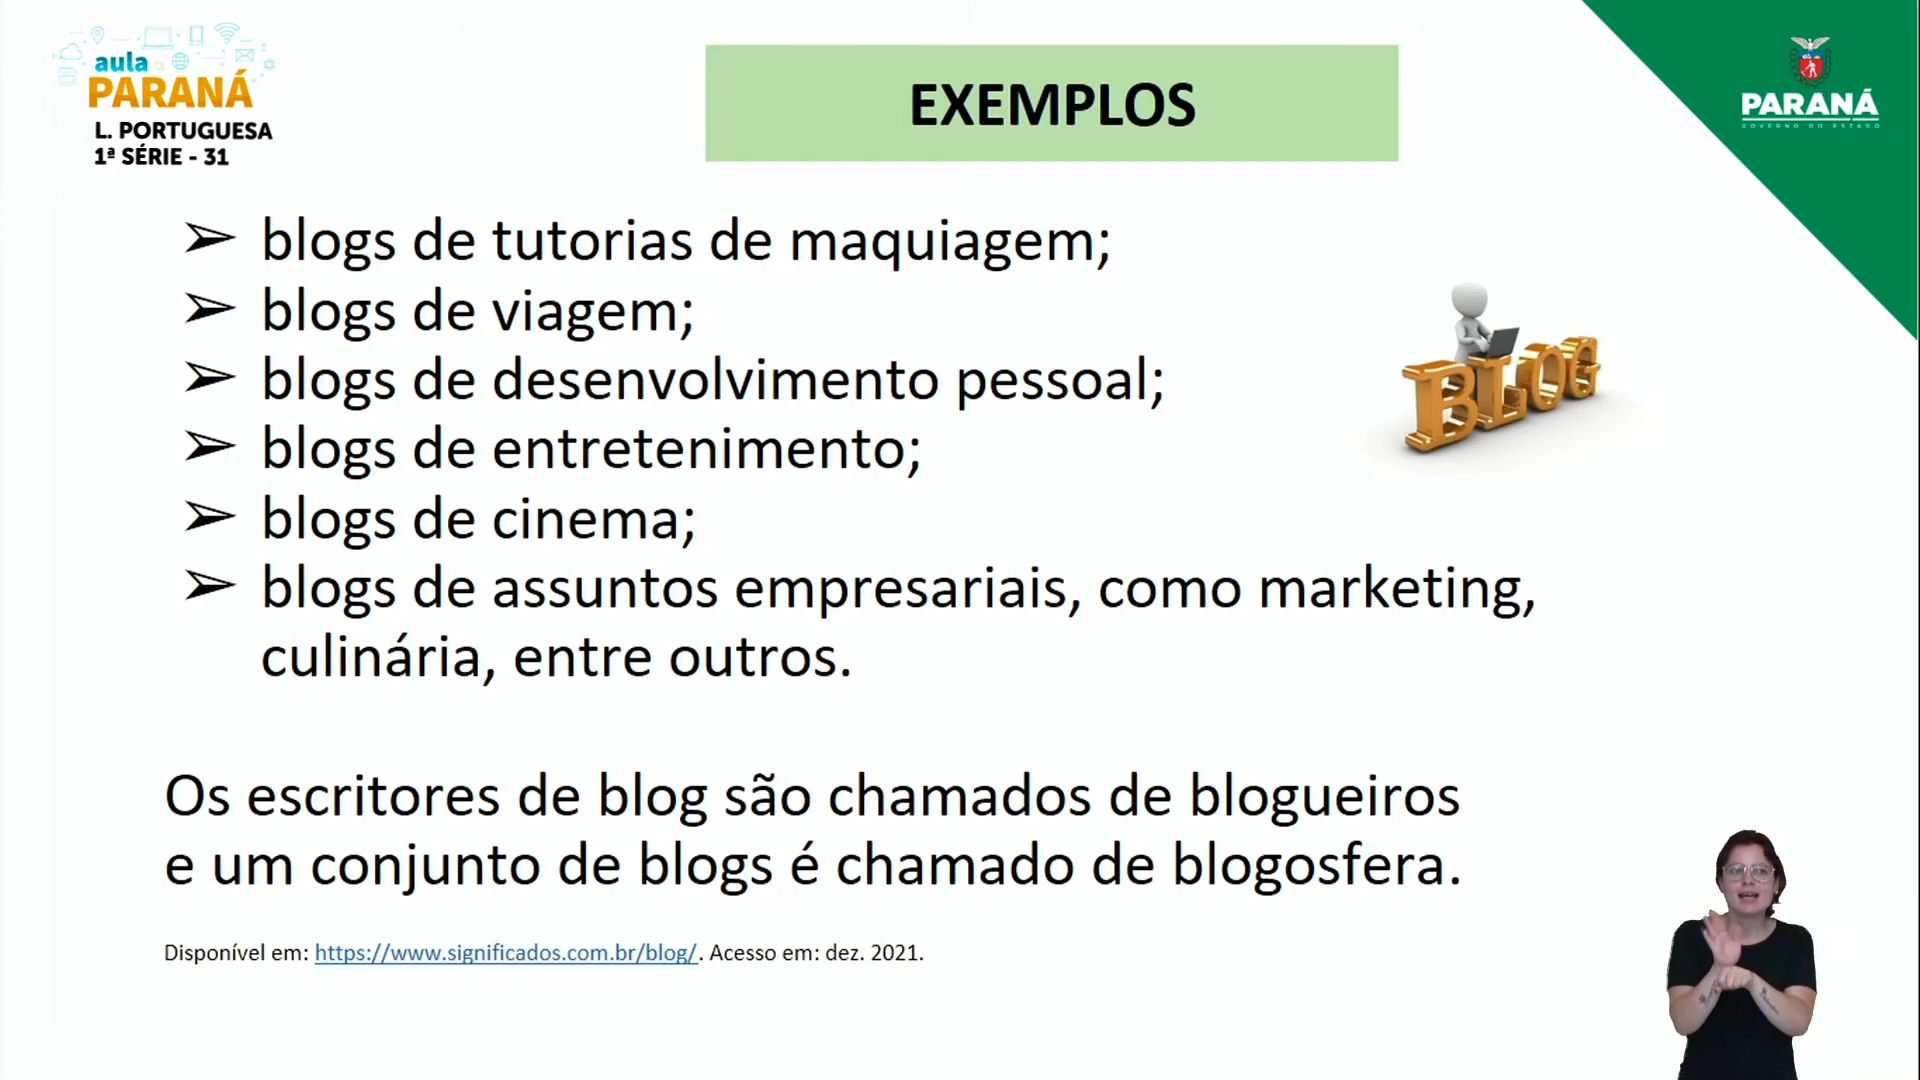 aula
PARANÁ
L. PORTUGUESA
1ª SÉRIE - 31
EXEMPLOS
PARANÁ
GOVERNO DO ESTADO
➢ blogs de tutorias de maquiagem;
➢ blogs de viagem;
➢ blogs de desenvolvimento pessoal;
➢ blogs de entretenimento;
➢ blogs de cinema;
➢ blogs de assuntos empresariais, como marketing,
culinária, entre outros.
BLOG
Os escritores de blog são chamados de blogueiros
e um conjunto de blogs é chamado de blogosfera.
Disponível em: https://www.significados.com.br/blog/. Acesso em: dez. 2021.